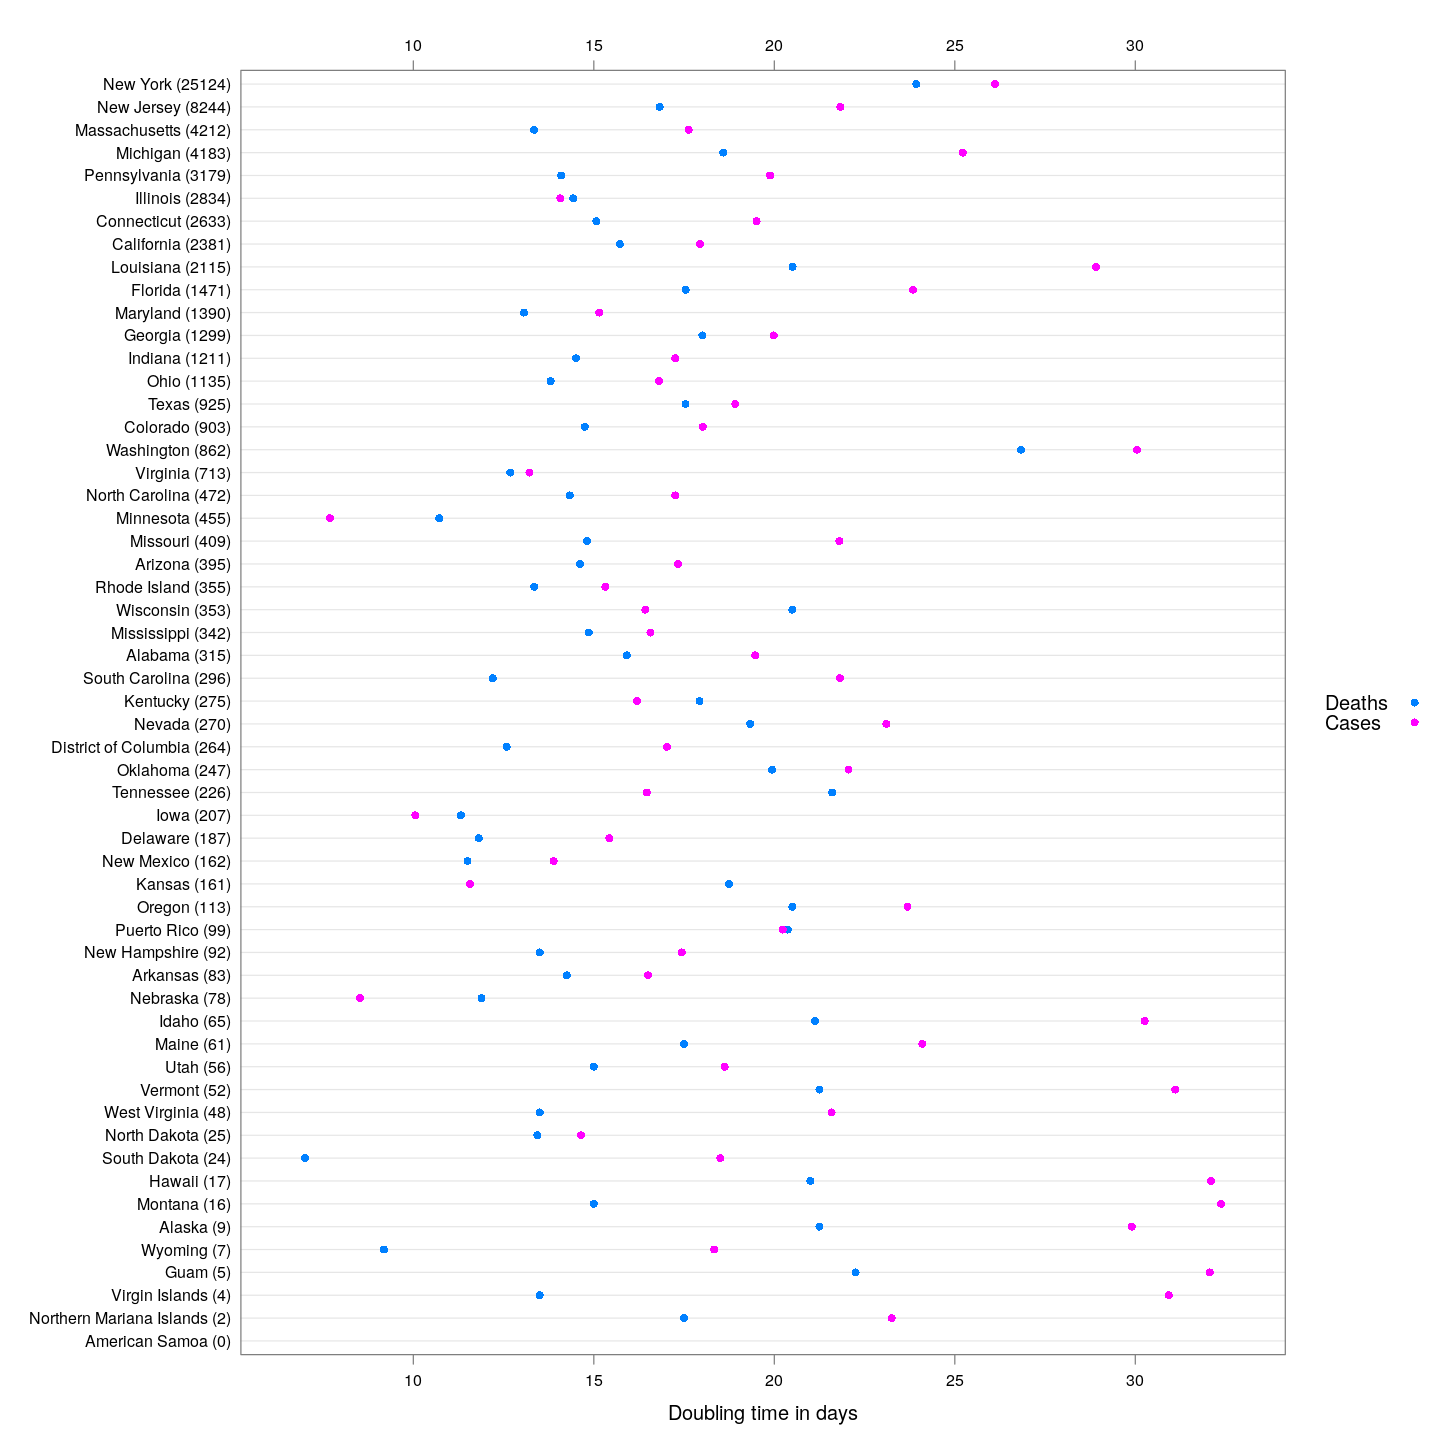 10 15 20 25 30
New York (25124)
New Jersey (8244)
Massachusetts (4212)
Michigan (4183)
Pennsylvania (3179)
Illinois (2834)
Connecticut (2633)
California (2381)
Louisiana (2115)
Florida (1471)
Maryland (1390)
Georgia (1299)
Indiana (1211)
Ohio (1135)
Texas (925)
Colorado (903)
Washington (862)
Virginia (713)
North Carolina (472)
Minnesota (455)
Missouri (409)
Arizona (395)
Rhode Island (355)
Wisconsin (353)
Mississippi (342)
Alabama (315)
South Carolina (296)
Kentucky (275)
Nevada (270)
District of Columbia (264)
Oklahoma (247)
Tennessee (226)
Iowa (207)
Delaware (187)
New Mexico (162)
Kansas (161)
Oregon (113)
Puerto Rico (99)
New Hampshire (92)
Arkansas (83)
Nebraska (78)
Idaho (65)
Maine (61)
Utah (56)
Vermont (52)
West Virginia (48)
North Dakota (25)
South Dakota (24)
Hawaii (17)
Montana (16)
Alaska (9)
Wyoming (7)
Guam (5)
Virgin Islands (4)
Northern Mariana Islands (2)
American Samoa (0)
10 15 20 25 30
Doubling time in days
Deaths
Cases